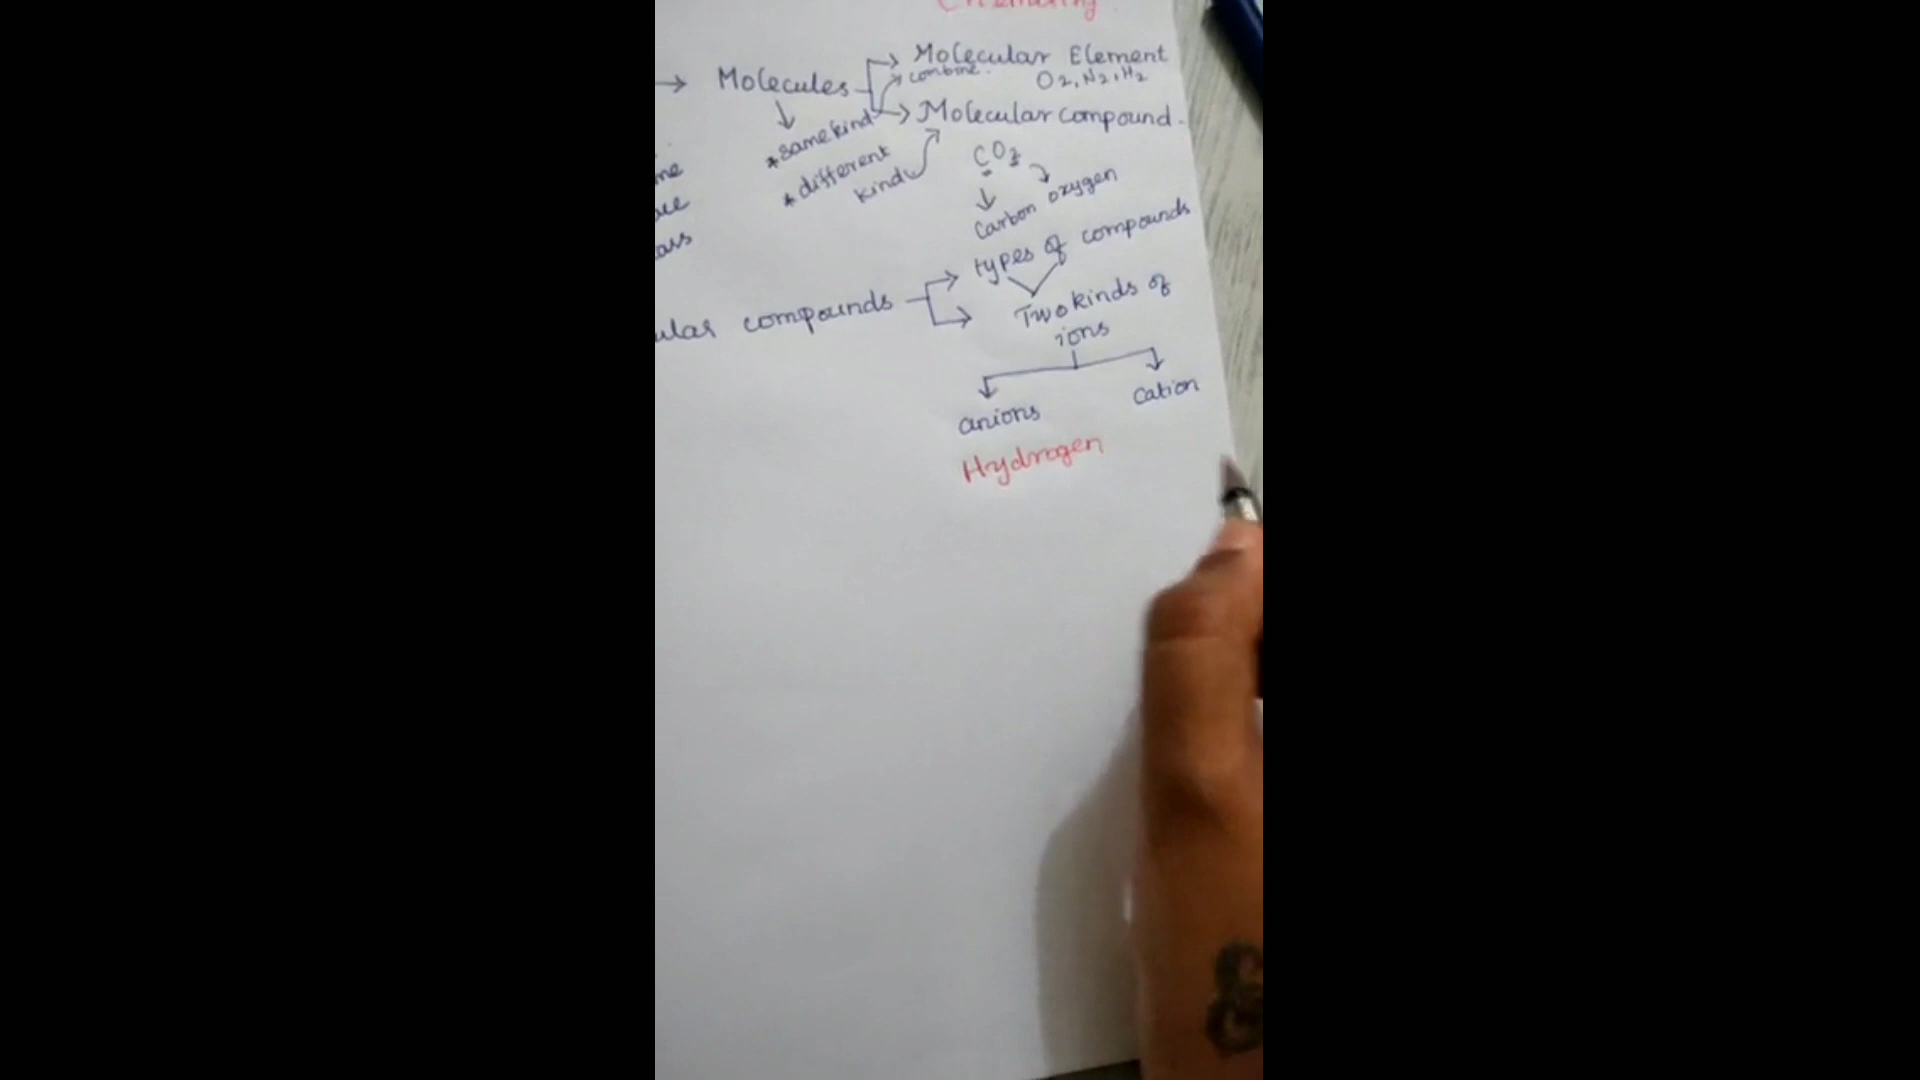 Chemistry
→ Molecules → Molecular Element
combine.
O2, N2, H2
→ Molecular compound.
* same kind
* different
kind
CO2
Carbon oxygen
types of compounds
compounds
Two kinds of
ions
anions
Cation
Hydrogen